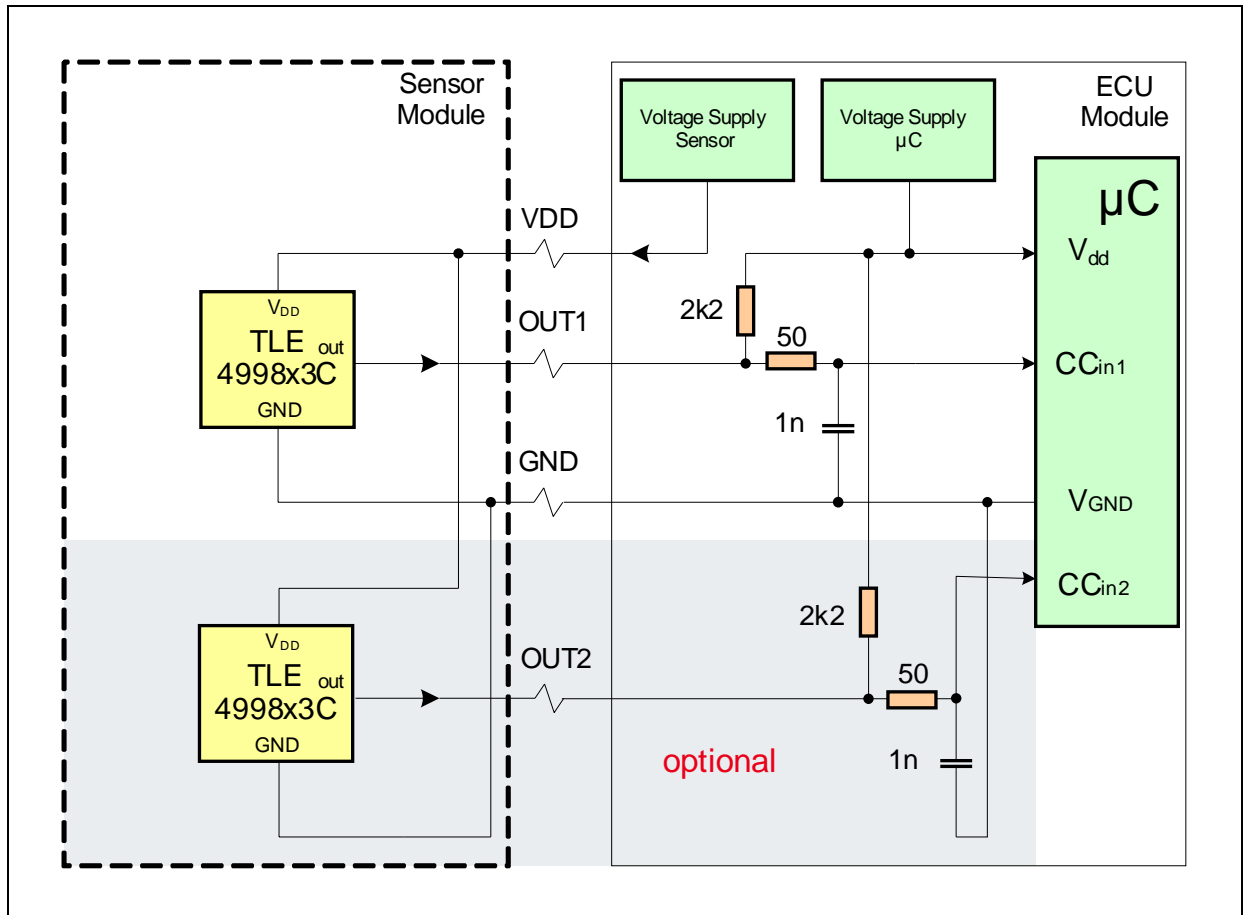 Sensor
Module
Voltage Supply
Sensor
Voltage Supply
µC
ECU
Module
µC
VDD
Vdd
VDD
TLE out
4998x3C
GND
OUT1
2k2
50
CCin1
1n
GND
VGND
CCin2
2k2
VDD
TLE out
4998x3C
GND
OUT2
50
optional
1n